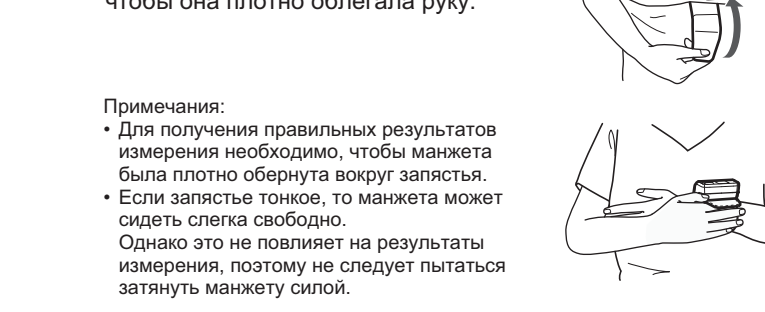 чтобы она плотно облегала руку.
Примечания:
• Для получения правильных результатов
измерения необходимо, чтобы манжета
была плотно обернута вокруг запястья.
• Если запястье тонкое, то манжета может
сидеть слегка свободно.
Однако это не повлияет на результаты
измерения, поэтому не следует пытаться
затянуть манжету силой.